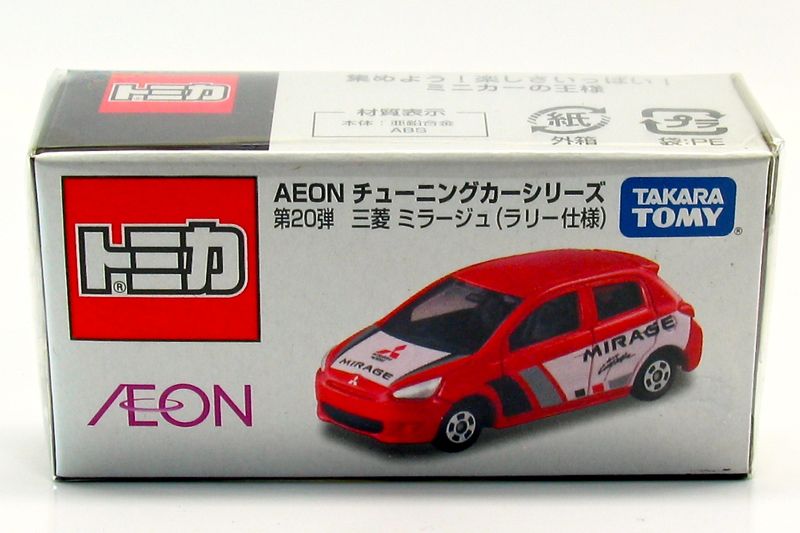 トミカ
集めよう!楽しさいっぱい!
ミニカーの王様
材質表示
本体：亜鉛合金
ABS
紙
外箱
プラ
袋:PE
トミカ®
AEON チューニングカーシリーズ
第20弾 三菱 ミラージュ(ラリー仕様)
TAKARA
TOMY®
ÆON
MIRAGE
MIRAGE